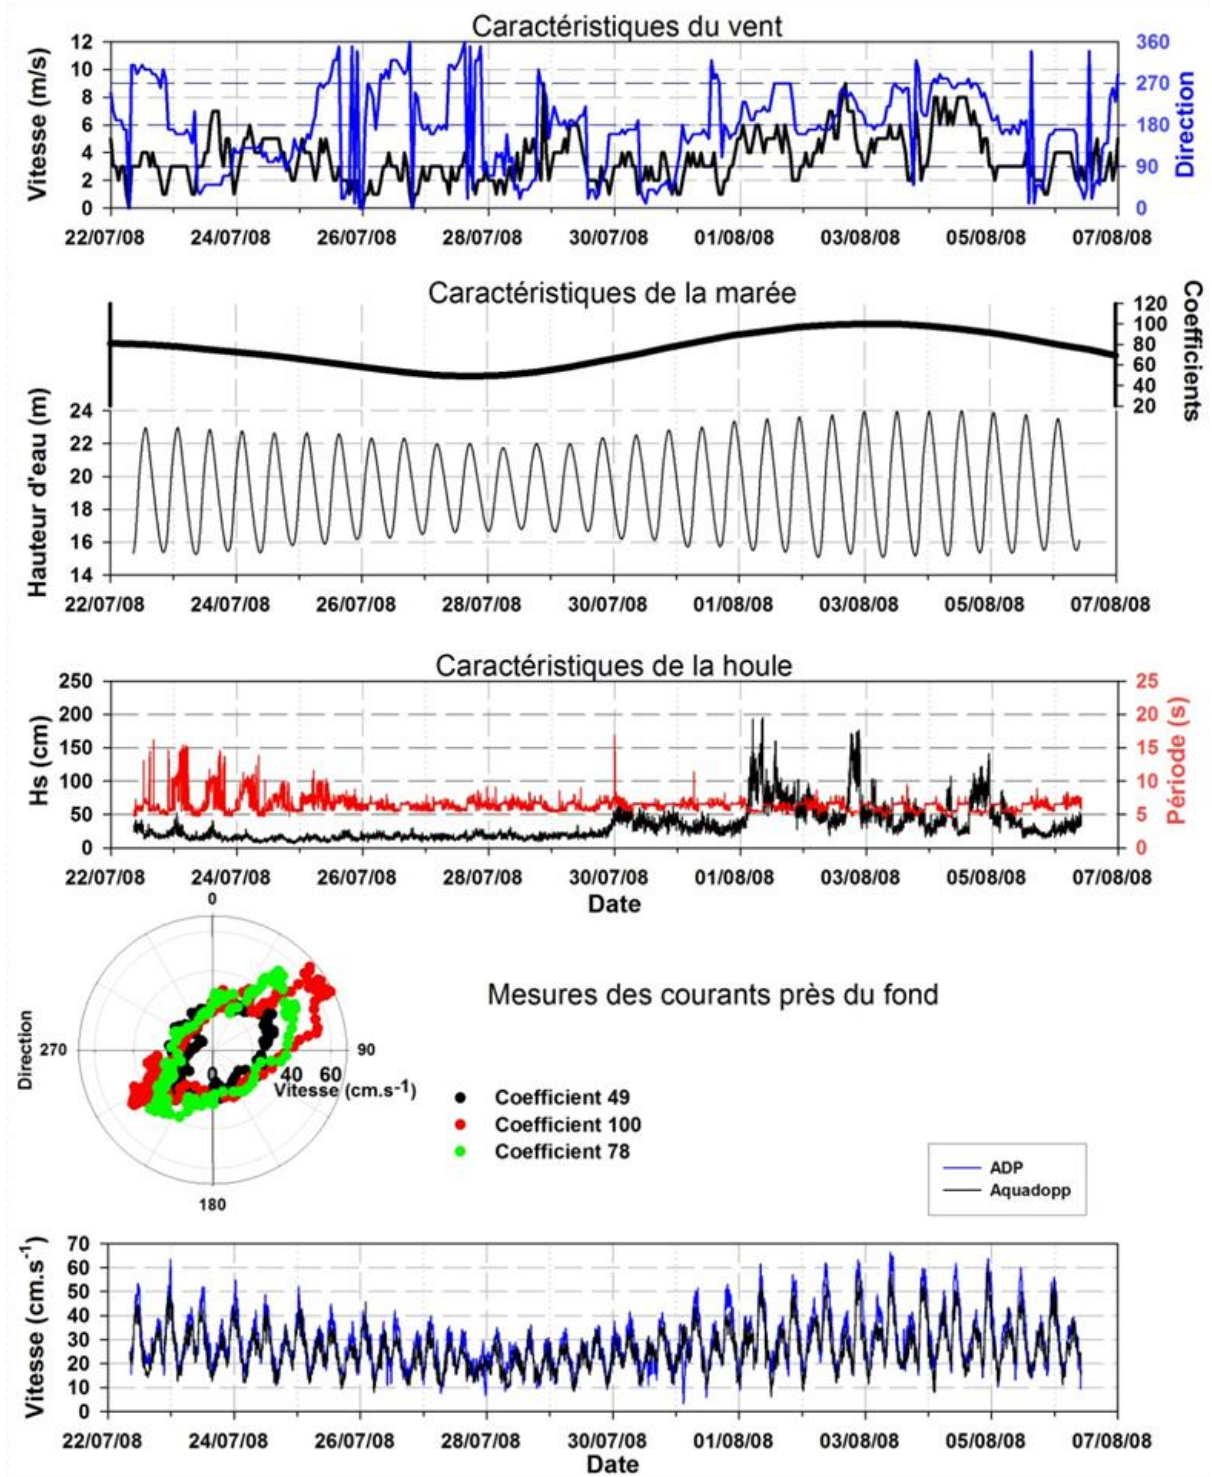 Caractéristiques du vent
Vitesse (m/s)
12
10
8
6
4
2
0
360
270
180
90
0
Direction
22/07/08 24/07/08 26/07/08 28/07/08 30/07/08 01/08/08 03/08/08 05/08/08 07/08/08
Caractéristiques de la marée
120
100
80
60
40
20
Coefficients
Hauteur d'eau (m)
24
22
20
18
16
14
22/07/08 24/07/08 26/07/08 28/07/08 30/07/08 01/08/08 03/08/08 05/08/08 07/08/08
Caractéristiques de la houle
Hs (cm)
250
200
150
100
50
0
25
20
15
10
5
0
Période (s)
22/07/08 24/07/08 26/07/08 28/07/08 30/07/08 01/08/08 03/08/08 05/08/08 07/08/08
Date
0
Mesures des courants près du fond
Direction
270
90
0 40 60
Vitesse (cm.s-1)
180
Coefficient 49
Coefficient 100
Coefficient 78
ADP
Aquadopp
Vitesse (cm.s-1)
70
60
50
40
30
20
10
0
22/07/08 24/07/08 26/07/08 28/07/08 30/07/08 01/08/08 03/08/08 05/08/08 07/08/08
Date